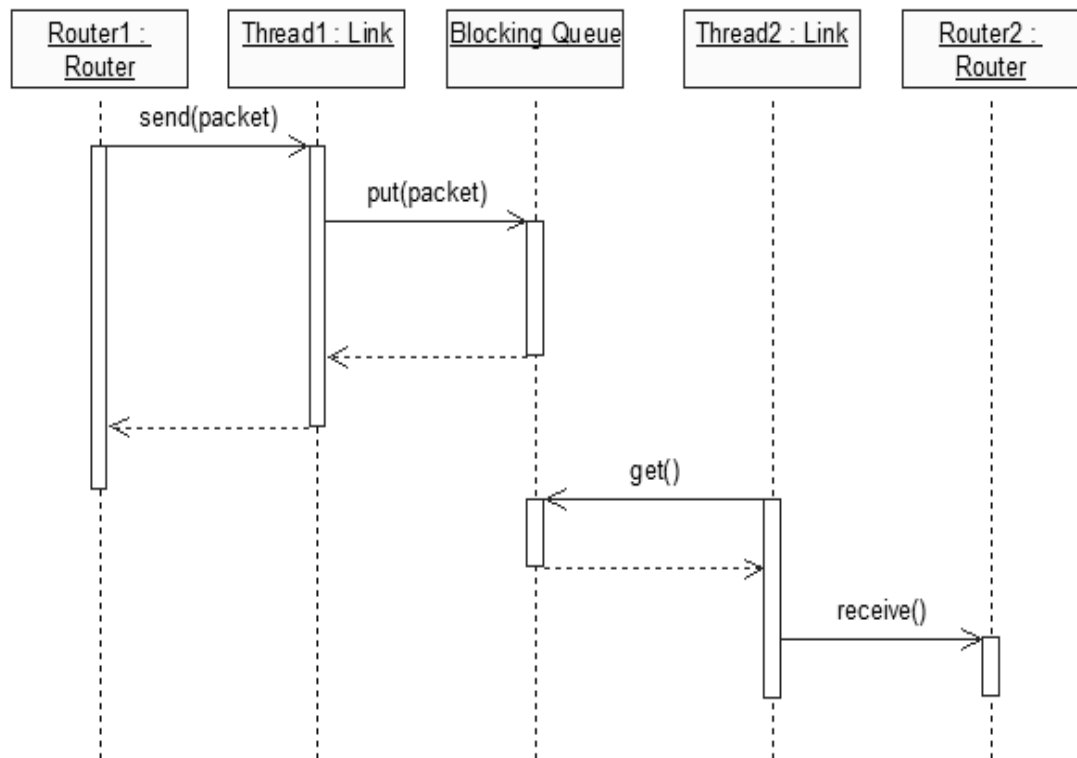 Router1 :
Router
Thread1 : Link
Blocking Queue
Thread2 : Link
Router2 :
Router
send(packet)
put(packet)
get()
receive()